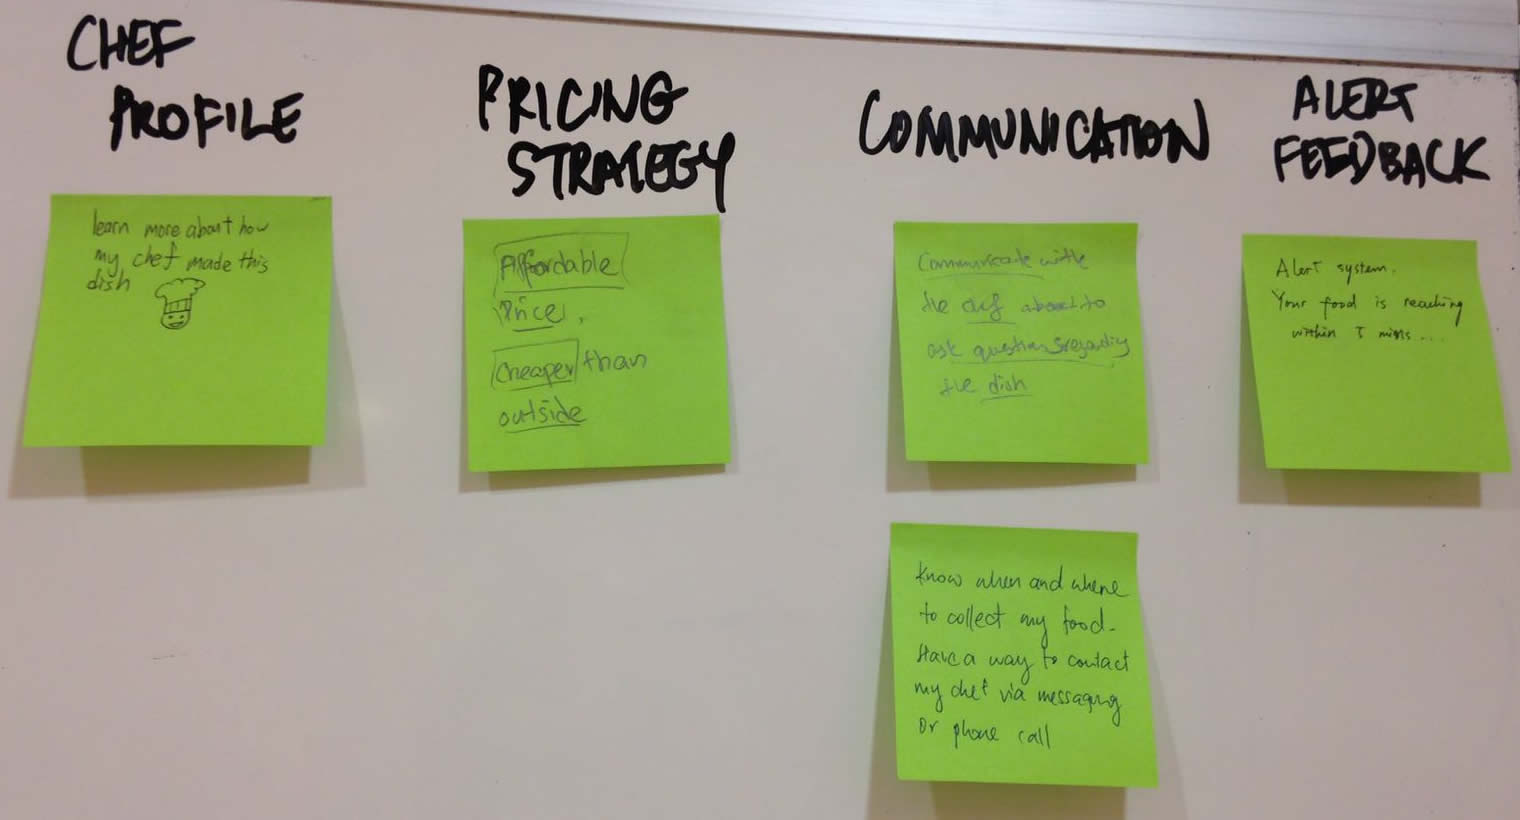 CHEF
PROFILE
learn more about how
my chef made this
dish
PRICING
STRATEGY
Affordable
Price.
Cheaper than
outside
COMMUNICATION
Communicate with
the chef about to
ask questions regarding
the dish
Know when and where
to collect my food.
Have a way to contact
my chef via messaging
or phone call
ALERT
FEEDBACK
Alert system.
Your food is reaching
within 5 mins...